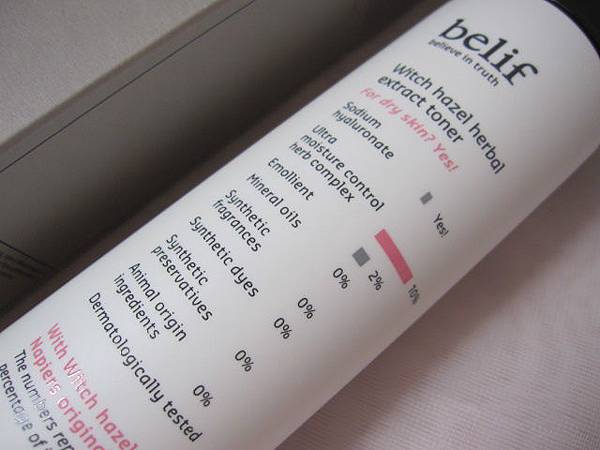 belif
believe in truth
Witch hazel herbal
extract toner
For dry skin? Yes!
Sodium
hyaluronate
Yes!
Ultra
moisture control
herb complex
10%
Emollient
2%
Mineral oils
0%
Synthetic
fragrances
0%
Synthetic dyes
0%
Synthetic
preservatives
0%
Animal origin
ingredients
0%
Dermatologically tested
With Witch hazel
Napiers origina
The numbers rep
percentage of